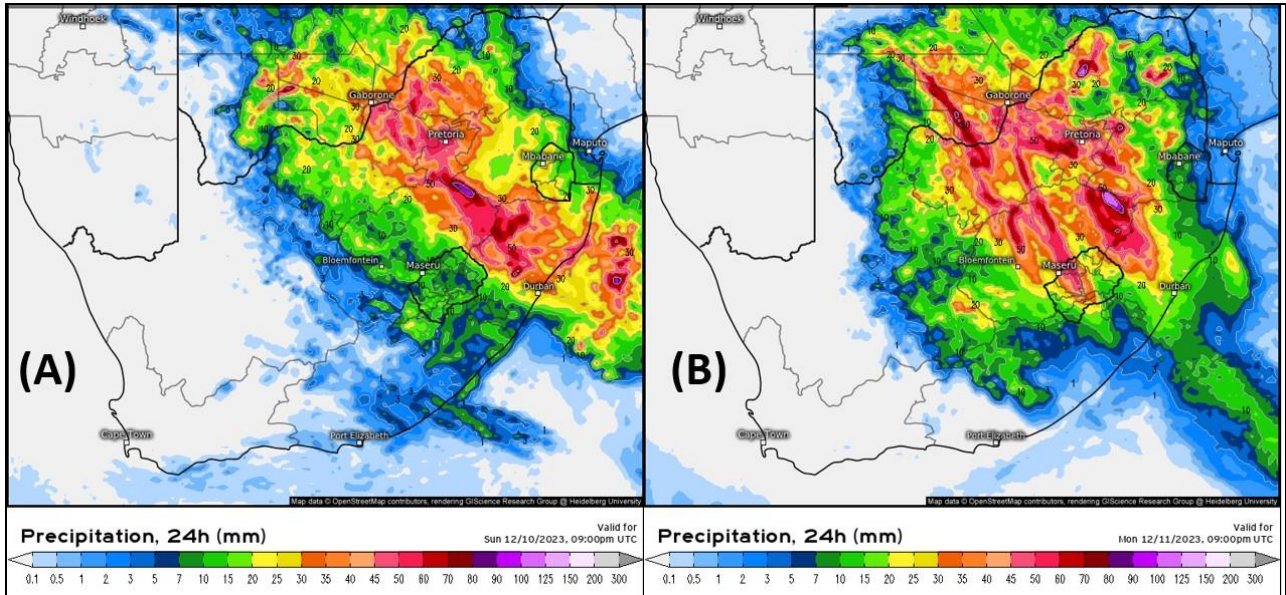 Windhoek
Gaborone
Pretoria
Maputo
Mbabane
Bloemfontein
Maseru
Durban
(A)
Cape Town
Port Elizabeth
Map data © OpenStreetMap contributors, rendering GIScience Research Group @ Heidelberg University
Precipitation, 24h (mm)
Valid for
Sun 12/10/2023, 09:00pm UTC
0.1 0.5 1 2 3 5 7 10 15 20 25 30 35 40 45 50 60 70 80 90 100 125 150 200 300
Windhoek
Gaborone
Pretoria
Maputo
Mbabane
Bloemfontein
Maseru
Durban
(B)
Cape Town
Port Elizabeth
Map data © OpenStreetMap contributors, rendering GIScience Research Group @ Heidelberg University
Precipitation, 24h (mm)
Valid for
Mon 12/11/2023, 09:00pm UTC
0.1 0.5 1 2 3 5 7 10 15 20 25 30 35 40 45 50 60 70 80 90 100 125 150 200 300